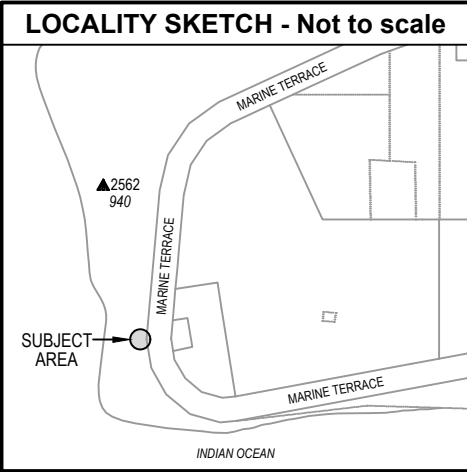 LOCALITY SKETCH - Not to scale
MARINE TERRACE
▲2562
940
MARINE TERRACE
SUBJECT
AREA
MARINE TERRACE
INDIAN OCEAN